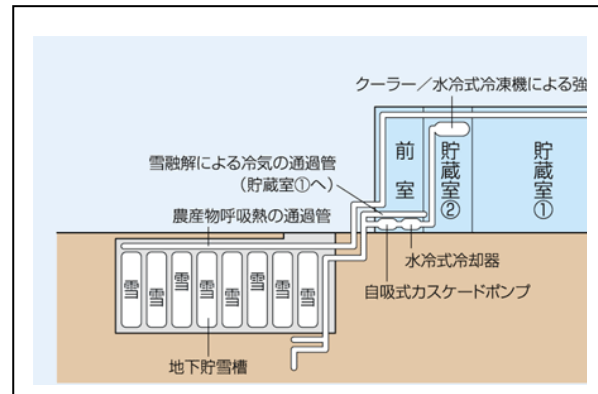 クーラー／水冷式冷凍機による強
雪融解による冷気の通過管
（貯蔵室①へ）
農産物呼吸熱の通過管
前室
貯蔵室②
貯蔵室①
水冷式冷却器
自吸式カスケードポンプ
雪
雪
雪
雪
雪
雪
雪
雪
地下貯雪槽